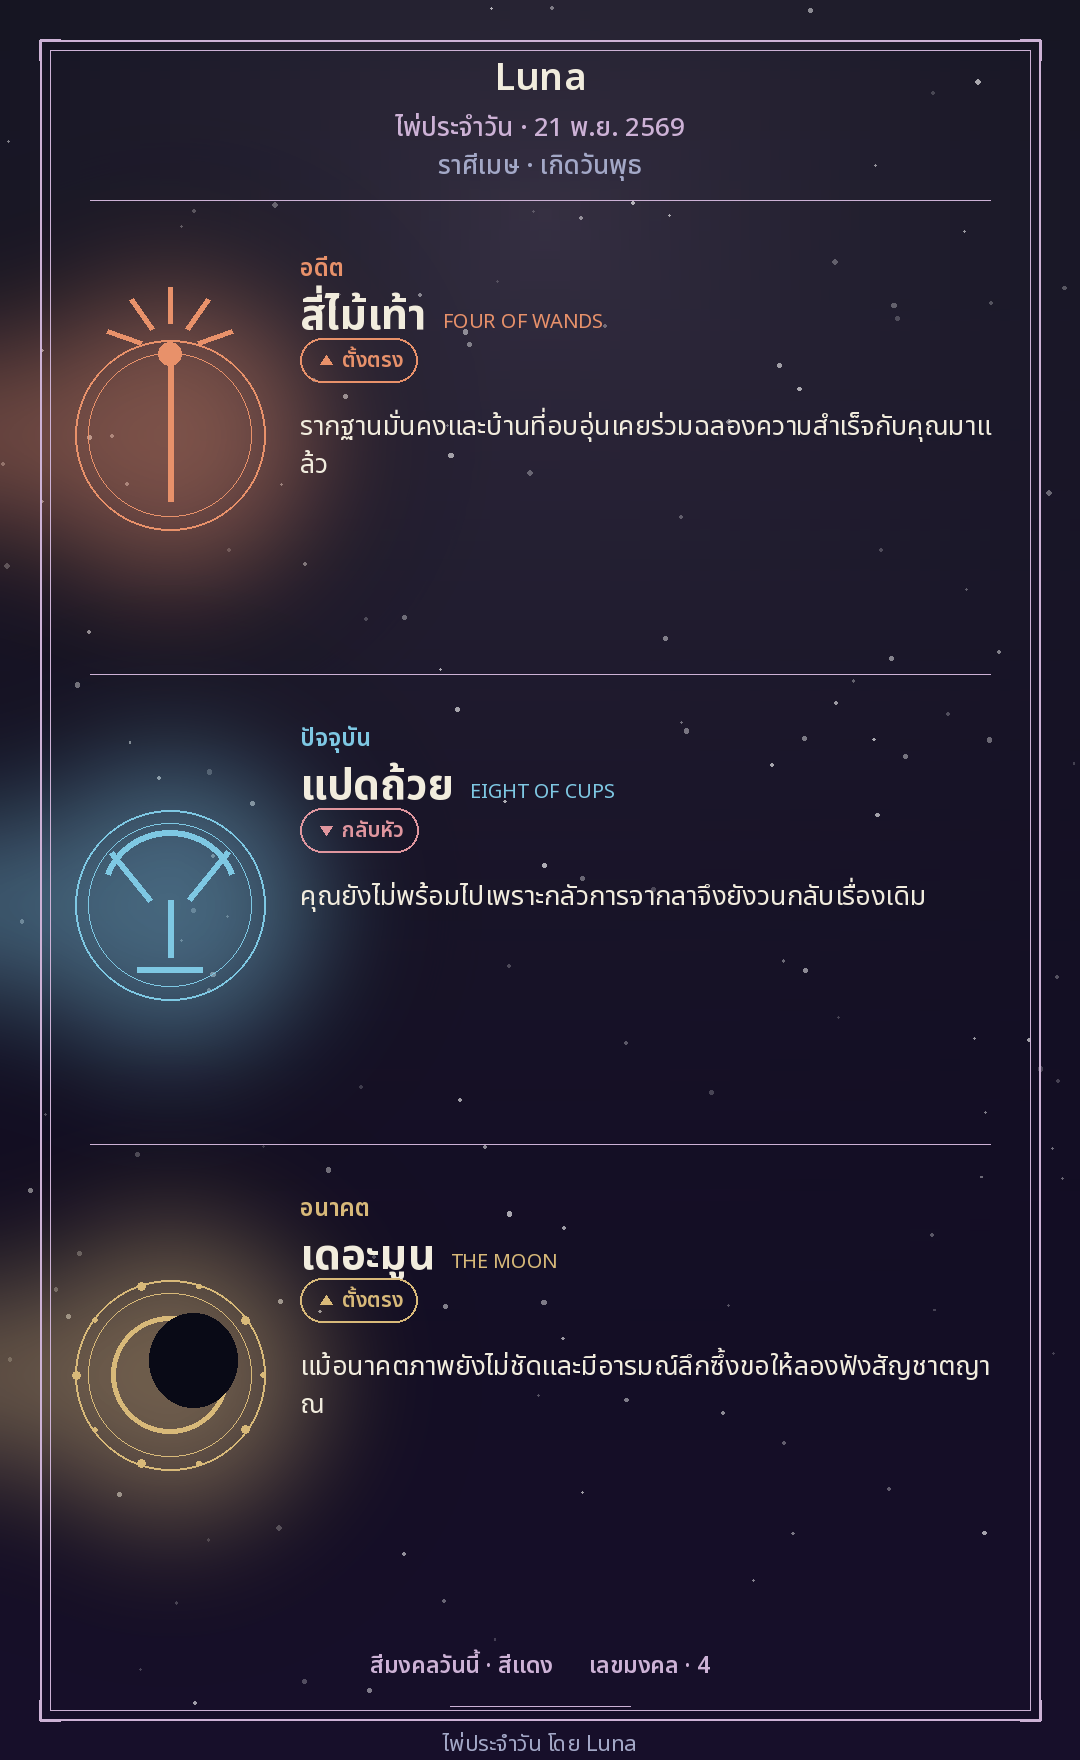 Luna
ไพ่ประจำวัน · 21 พ.ย. 2569
ราศีเมษ · เกิดวันพุธ
อดีต
สี่ไม้เท้า FOUR OF WANDS
▲ ตั้งตรง
รากฐานมั่นคงและบ้านที่อบอุ่นเคยร่วมฉลองความสำเร็จกับคุณมาแ
ล้ว
ปัจจุบัน
แปดถ้วย EIGHT OF CUPS
▼ กลับหัว
คุณยังไม่พร้อมไปเพราะกลัวการจากลาจึงยังวนกลับเรื่องเดิม
อนาคต
เดอะมูน THE MOON
▲ ตั้งตรง
แม้อนาคตภาพยังไม่ชัดและมีอารมณ์ลึกซึ้งขอให้ลองฟังสัญชาตญา
ณ
สีมงคลวันนี้ · สีแดง เลขมงคล · 4
ไพ่ประจำวัน โดย Luna